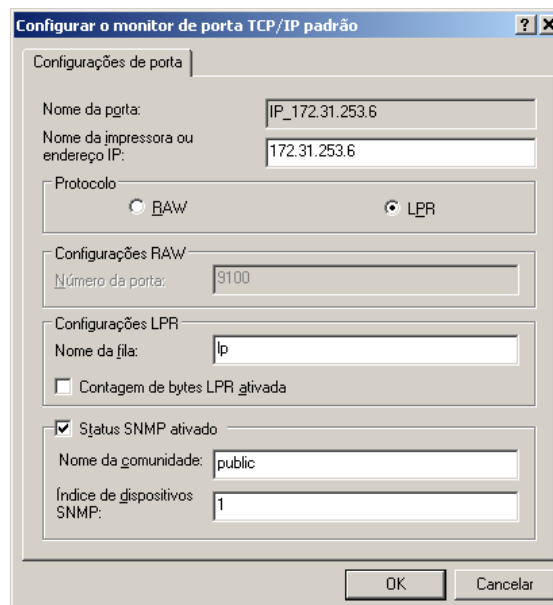 Configurar o monitor de porta TCP/IP padrão
Configurações de porta
Nome da porta: IP_172.31.253.6
Nome da impressora ou
endereço IP: 172.31.253.6
Protocolo
RAW LPR
Configurações RAW
Número da porta: 9100
Configurações LPR
Nome da fila: lp
Contagem de bytes LPR ativada
Status SNMP ativado
Nome da comunidade: public
Índice de dispositivos
SNMP: 1
OK Cancelar